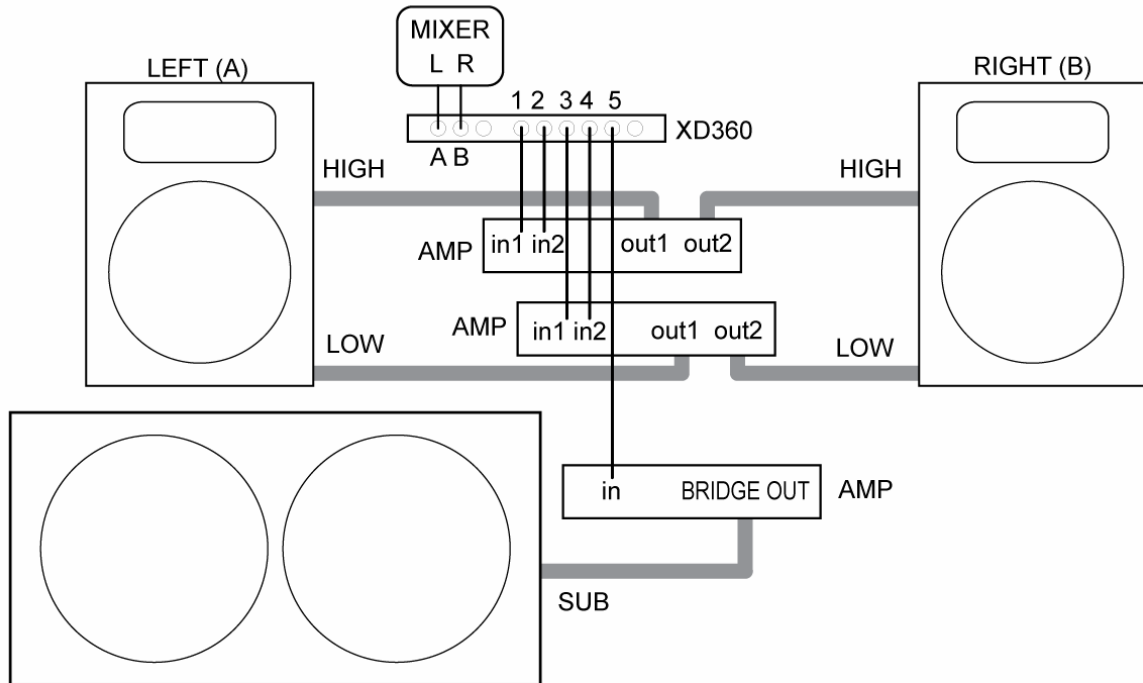 MIXER
L R
LEFT (A)
RIGHT (B)
1 2 3 4 5
XD360
A B
HIGH
HIGH
AMP
in1 in2 out1 out2
AMP
in1 in2 out1 out2
LOW
LOW
in BRIDGE OUT
AMP
SUB